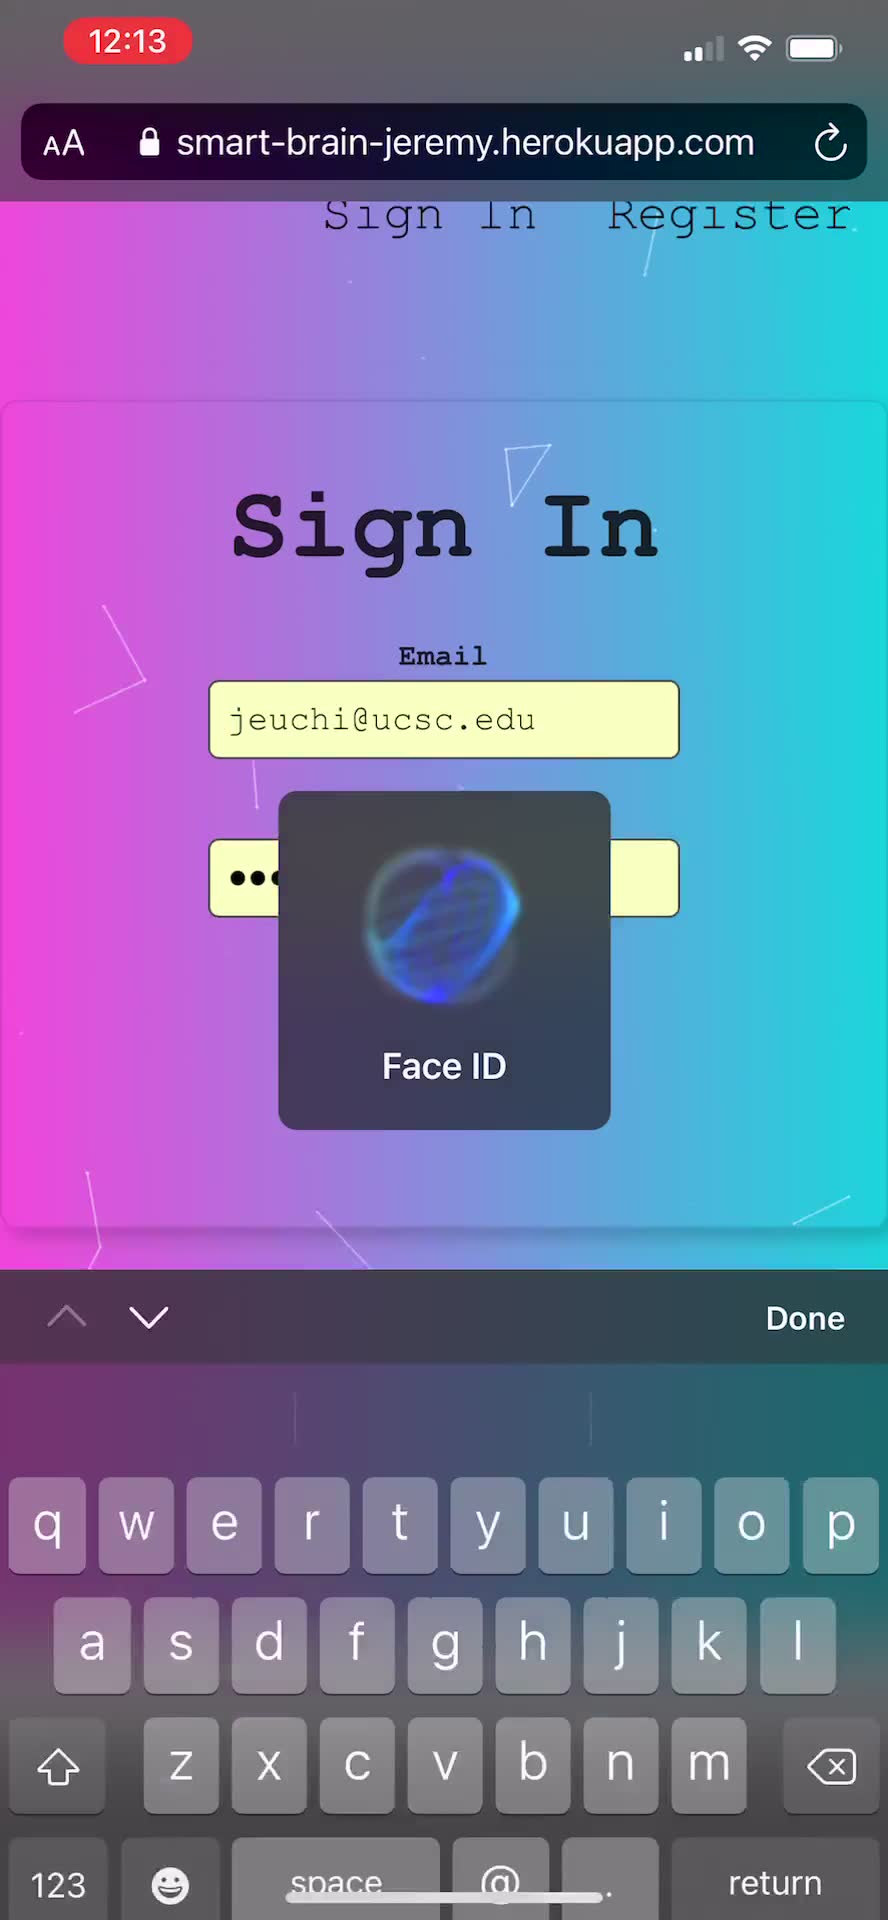 12:13
AA smart-brain-jeremy.herokuapp.com
Sign In Register
Sign In
Email
jeuchi@ucsc.edu
Face ID
Done
q w e r t y u i o p
a s d f g h j k l
z x c v b n m
123 space @ . return